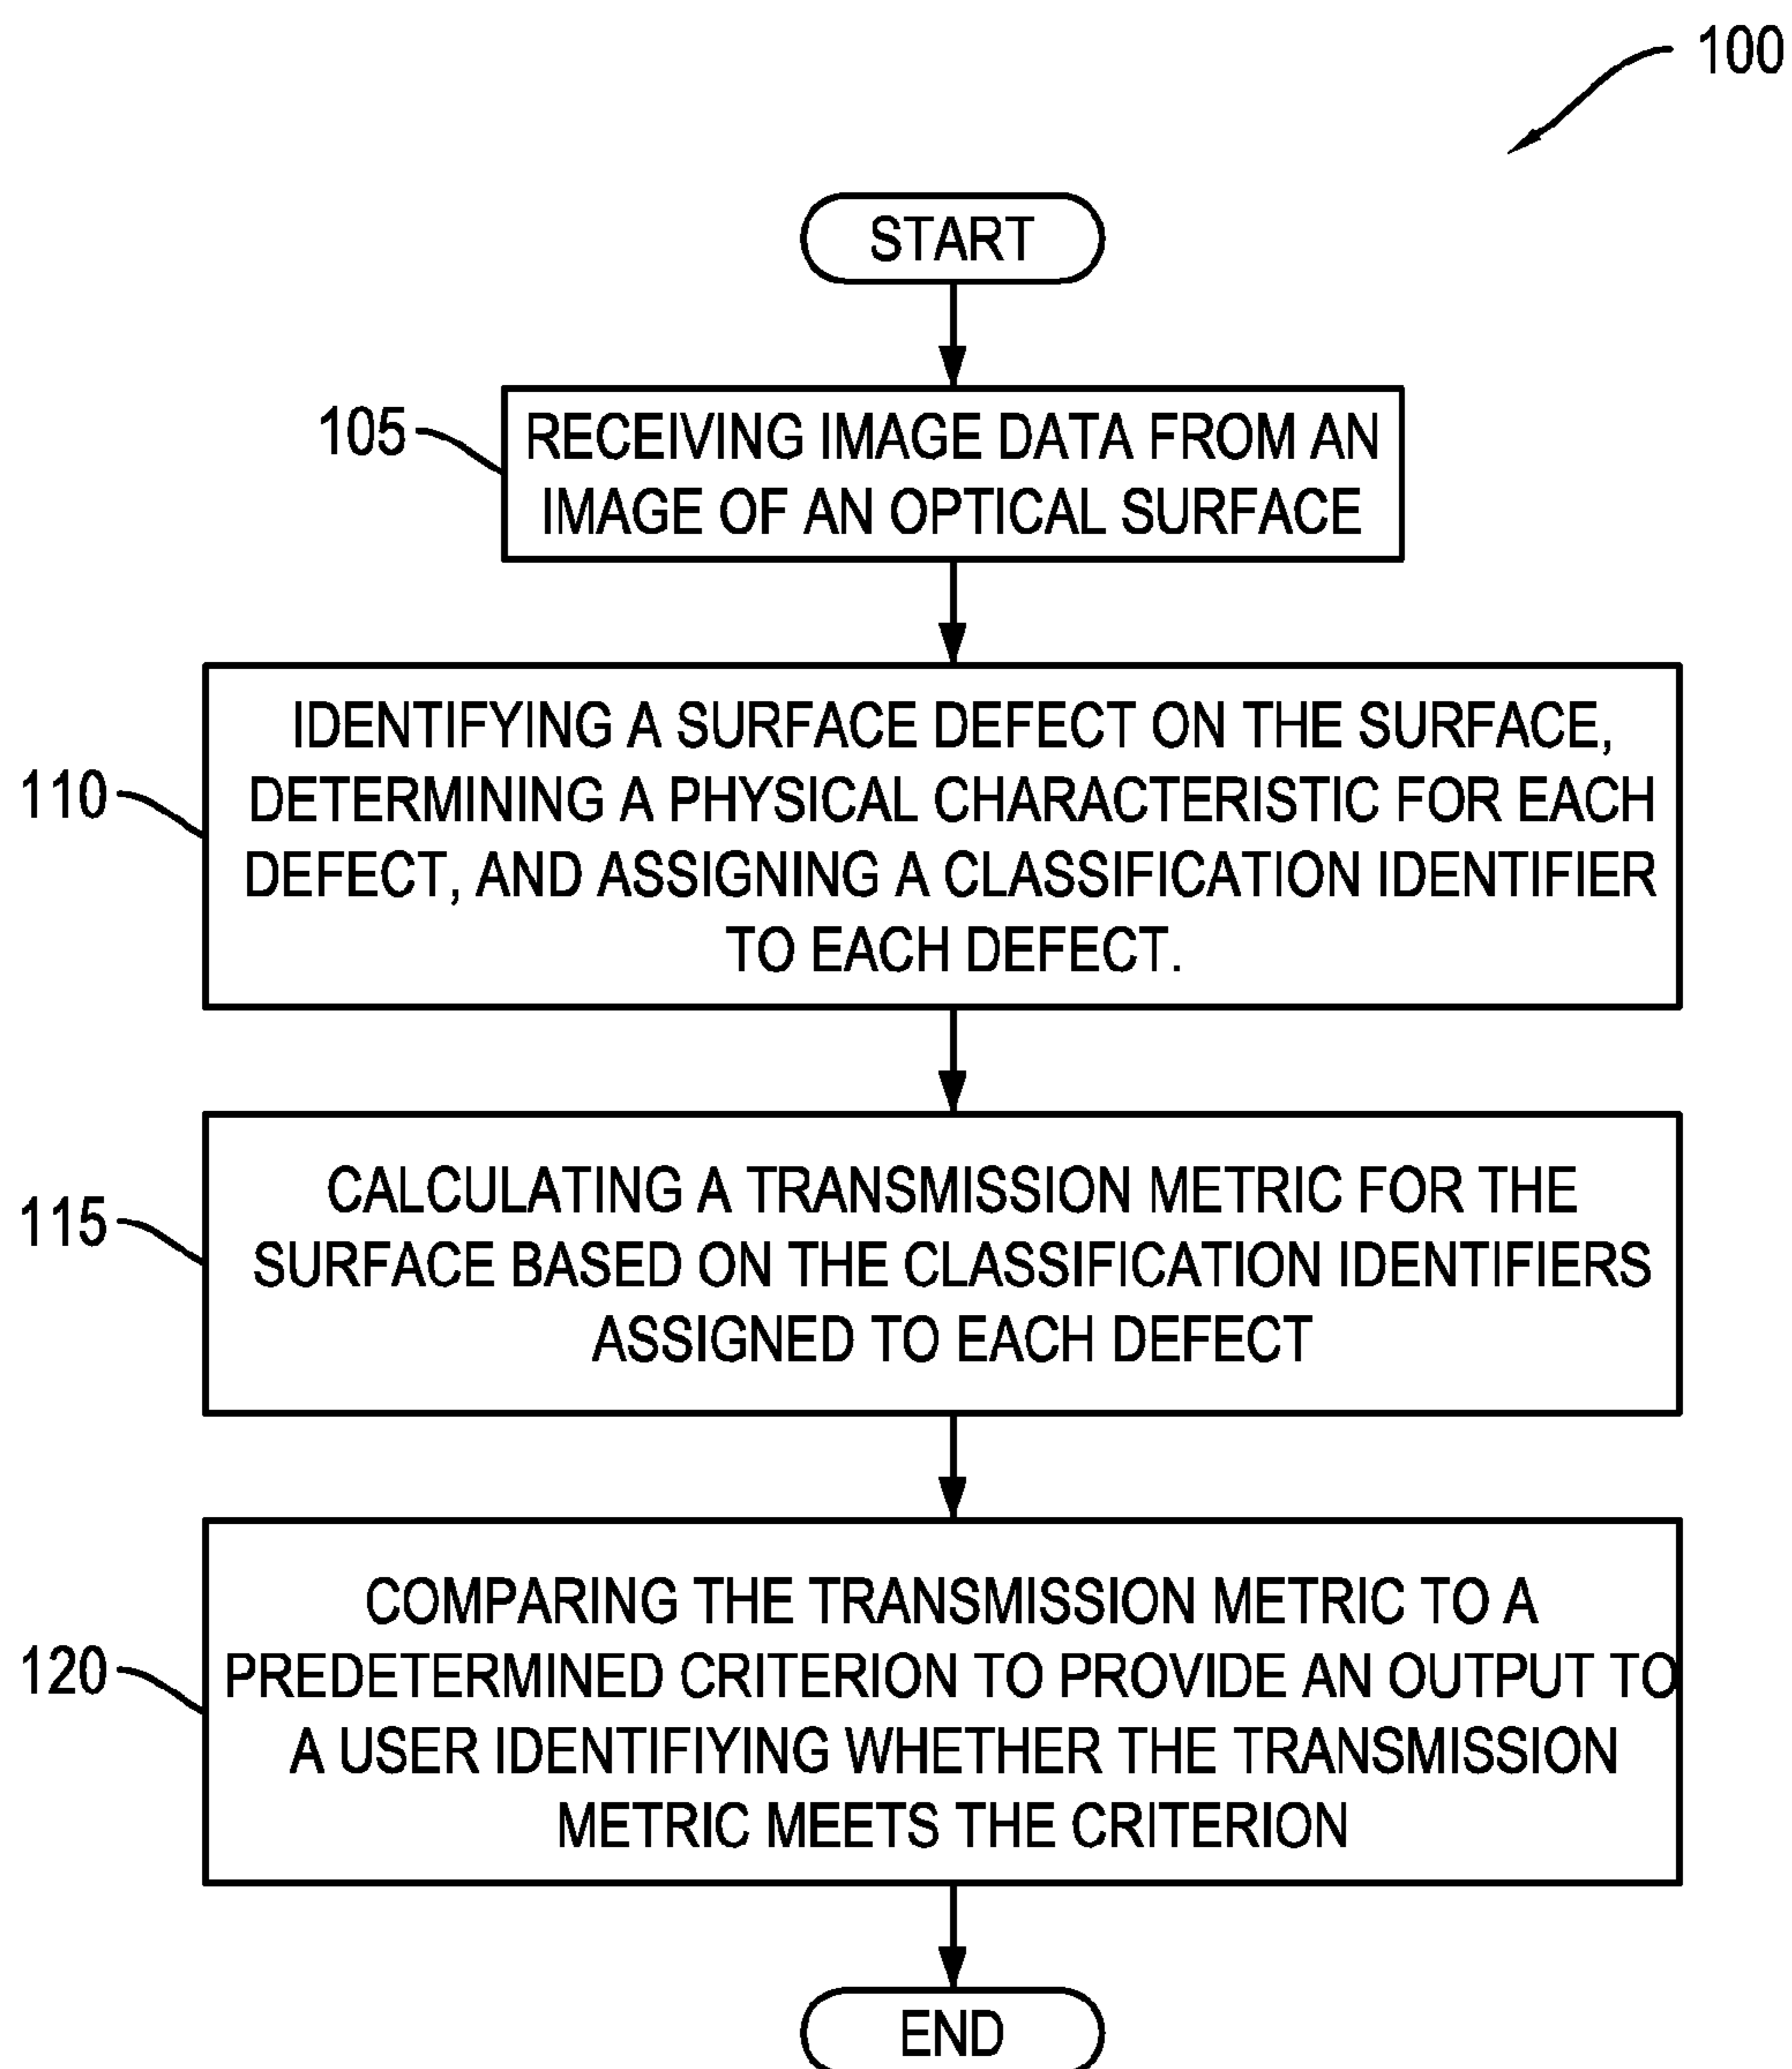 100
START
105
RECEIVING IMAGE DATA FROM AN
IMAGE OF AN OPTICAL SURFACE
110
IDENTIFYING A SURFACE DEFECT ON THE SURFACE,
DETERMINING A PHYSICAL CHARACTERISTIC FOR EACH
DEFECT, AND ASSIGNING A CLASSIFICATION IDENTIFIER
TO EACH DEFECT.
115
CALCULATING A TRANSMISSION METRIC FOR THE
SURFACE BASED ON THE CLASSIFICATION IDENTIFIERS
ASSIGNED TO EACH DEFECT
120
COMPARING THE TRANSMISSION METRIC TO A
PREDETERMINED CRITERION TO PROVIDE AN OUTPUT TO
A USER IDENTIFIYING WHETHER THE TRANSMISSION
METRIC MEETS THE CRITERION
END